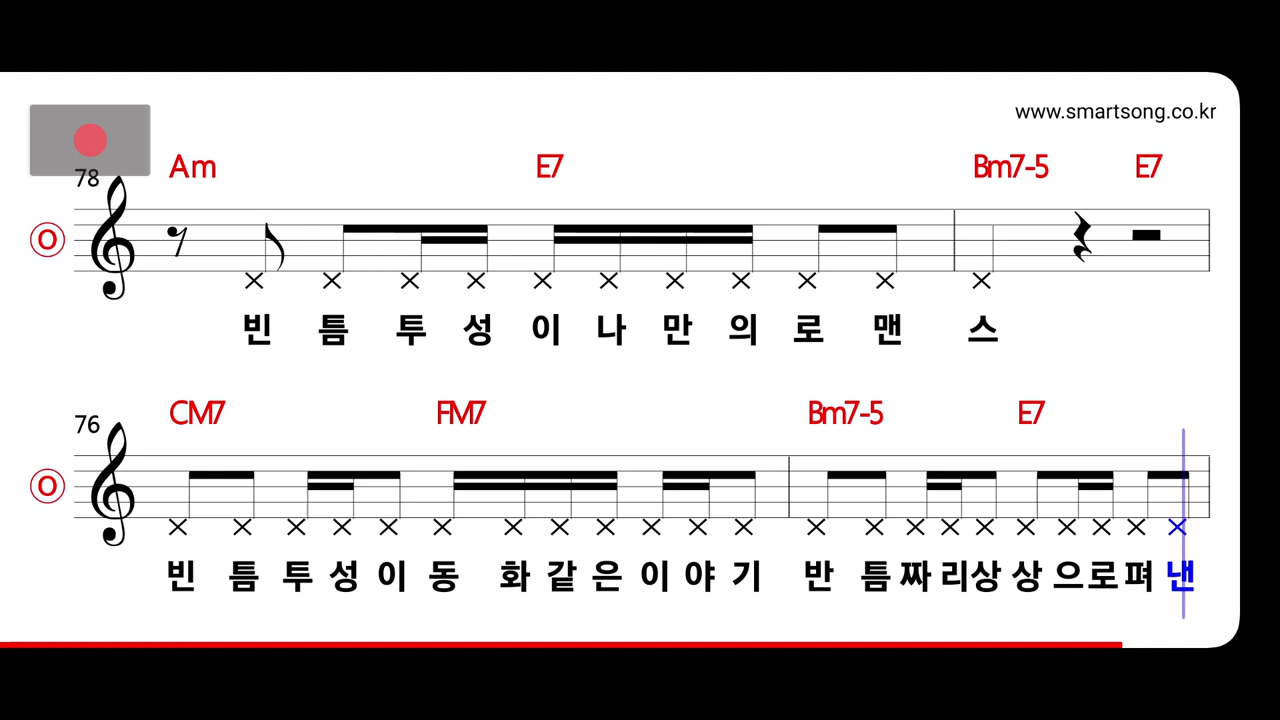 www.smartsong.co.kr
78 Am E7 Bm7-5 E7
O
빈 틈 투 성 이 나 만 의 로 맨 스
76 CM7 FM7 Bm7-5 E7
O
빈 틈 투 성 이 동 화 같 은 이 야 기 반 틈 짜 리 상 상 으 로 펴 낸